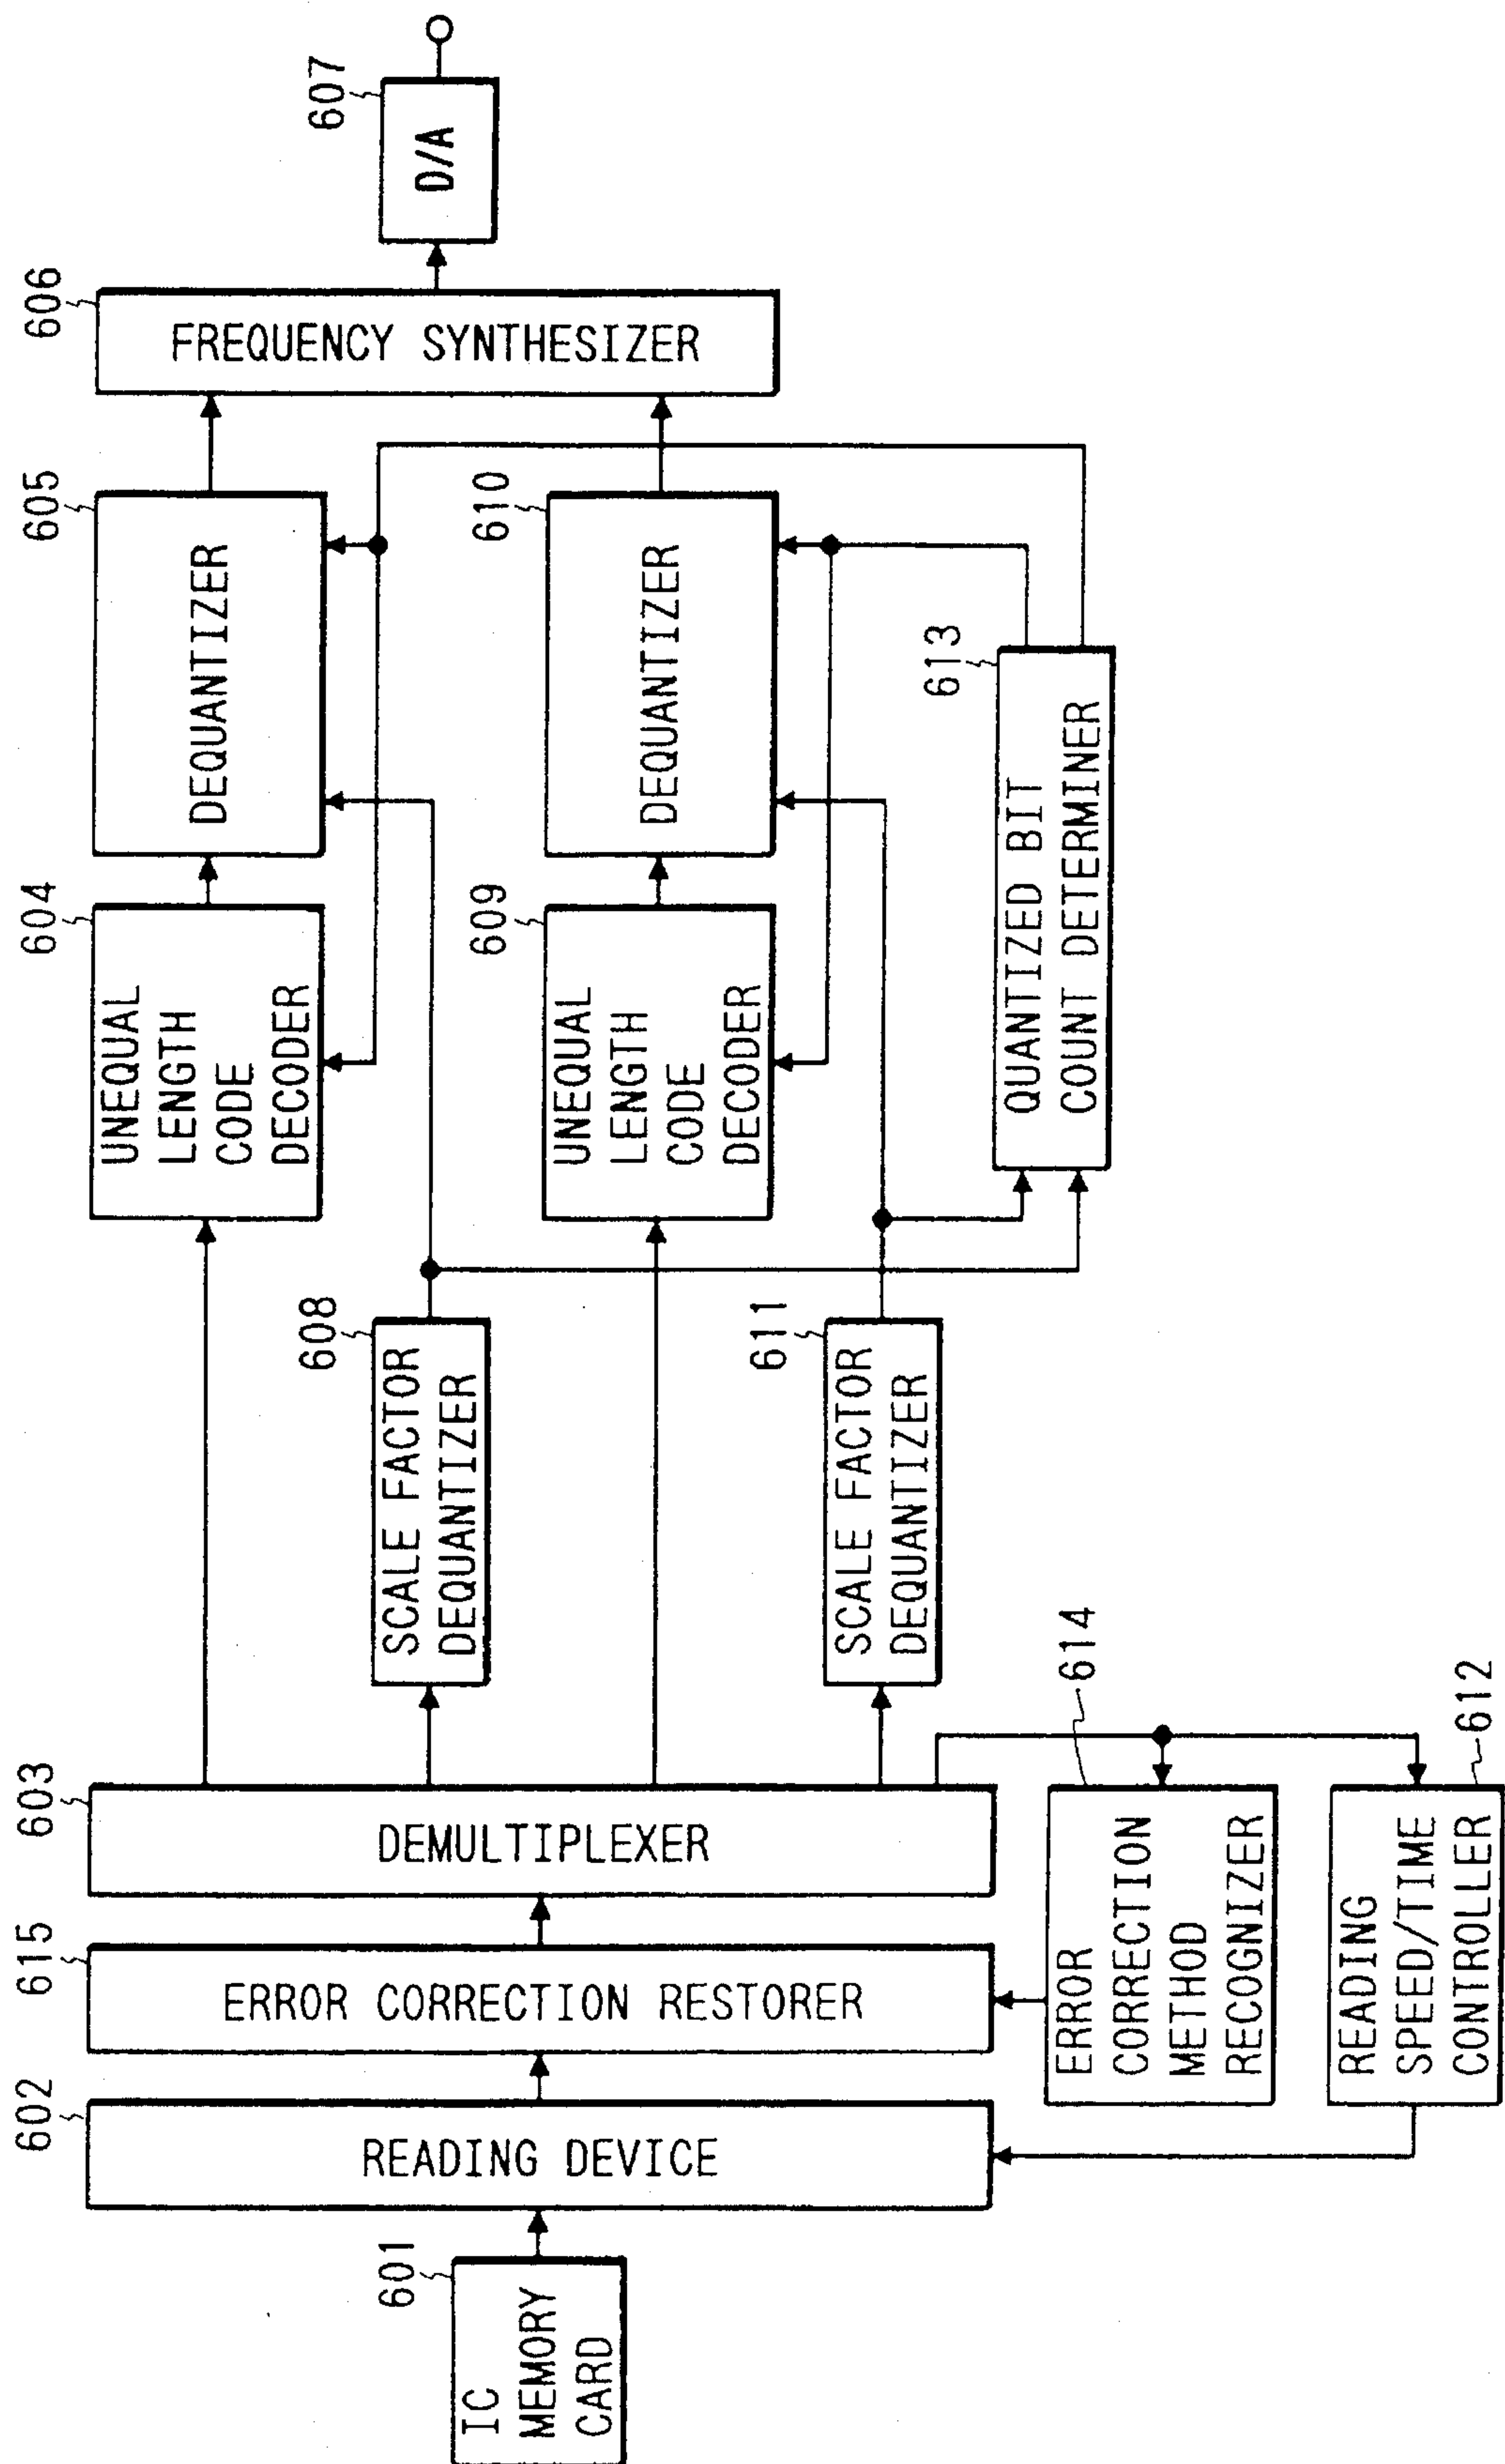 601
IC
MEMORY
CARD
602
READING DEVICE
615
ERROR CORRECTION RESTORER
603
DEMULTIPLEXER
614
ERROR
CORRECTION
METHOD
RECOGNIZER
612
READING
SPEED/TIME
CONTROLLER
608
SCALE FACTOR
DEQUANTIZER
611
SCALE FACTOR
DEQUANTIZER
604
UNEQUAL
LENGTH
CODE
DECODER
609
UNEQUAL
LENGTH
CODE
DECODER
613
QUANTIZED BIT
COUNT DETERMINER
605
DEQUANTIZER
610
DEQUANTIZER
606
FREQUENCY SYNTHESIZER
607
D/A